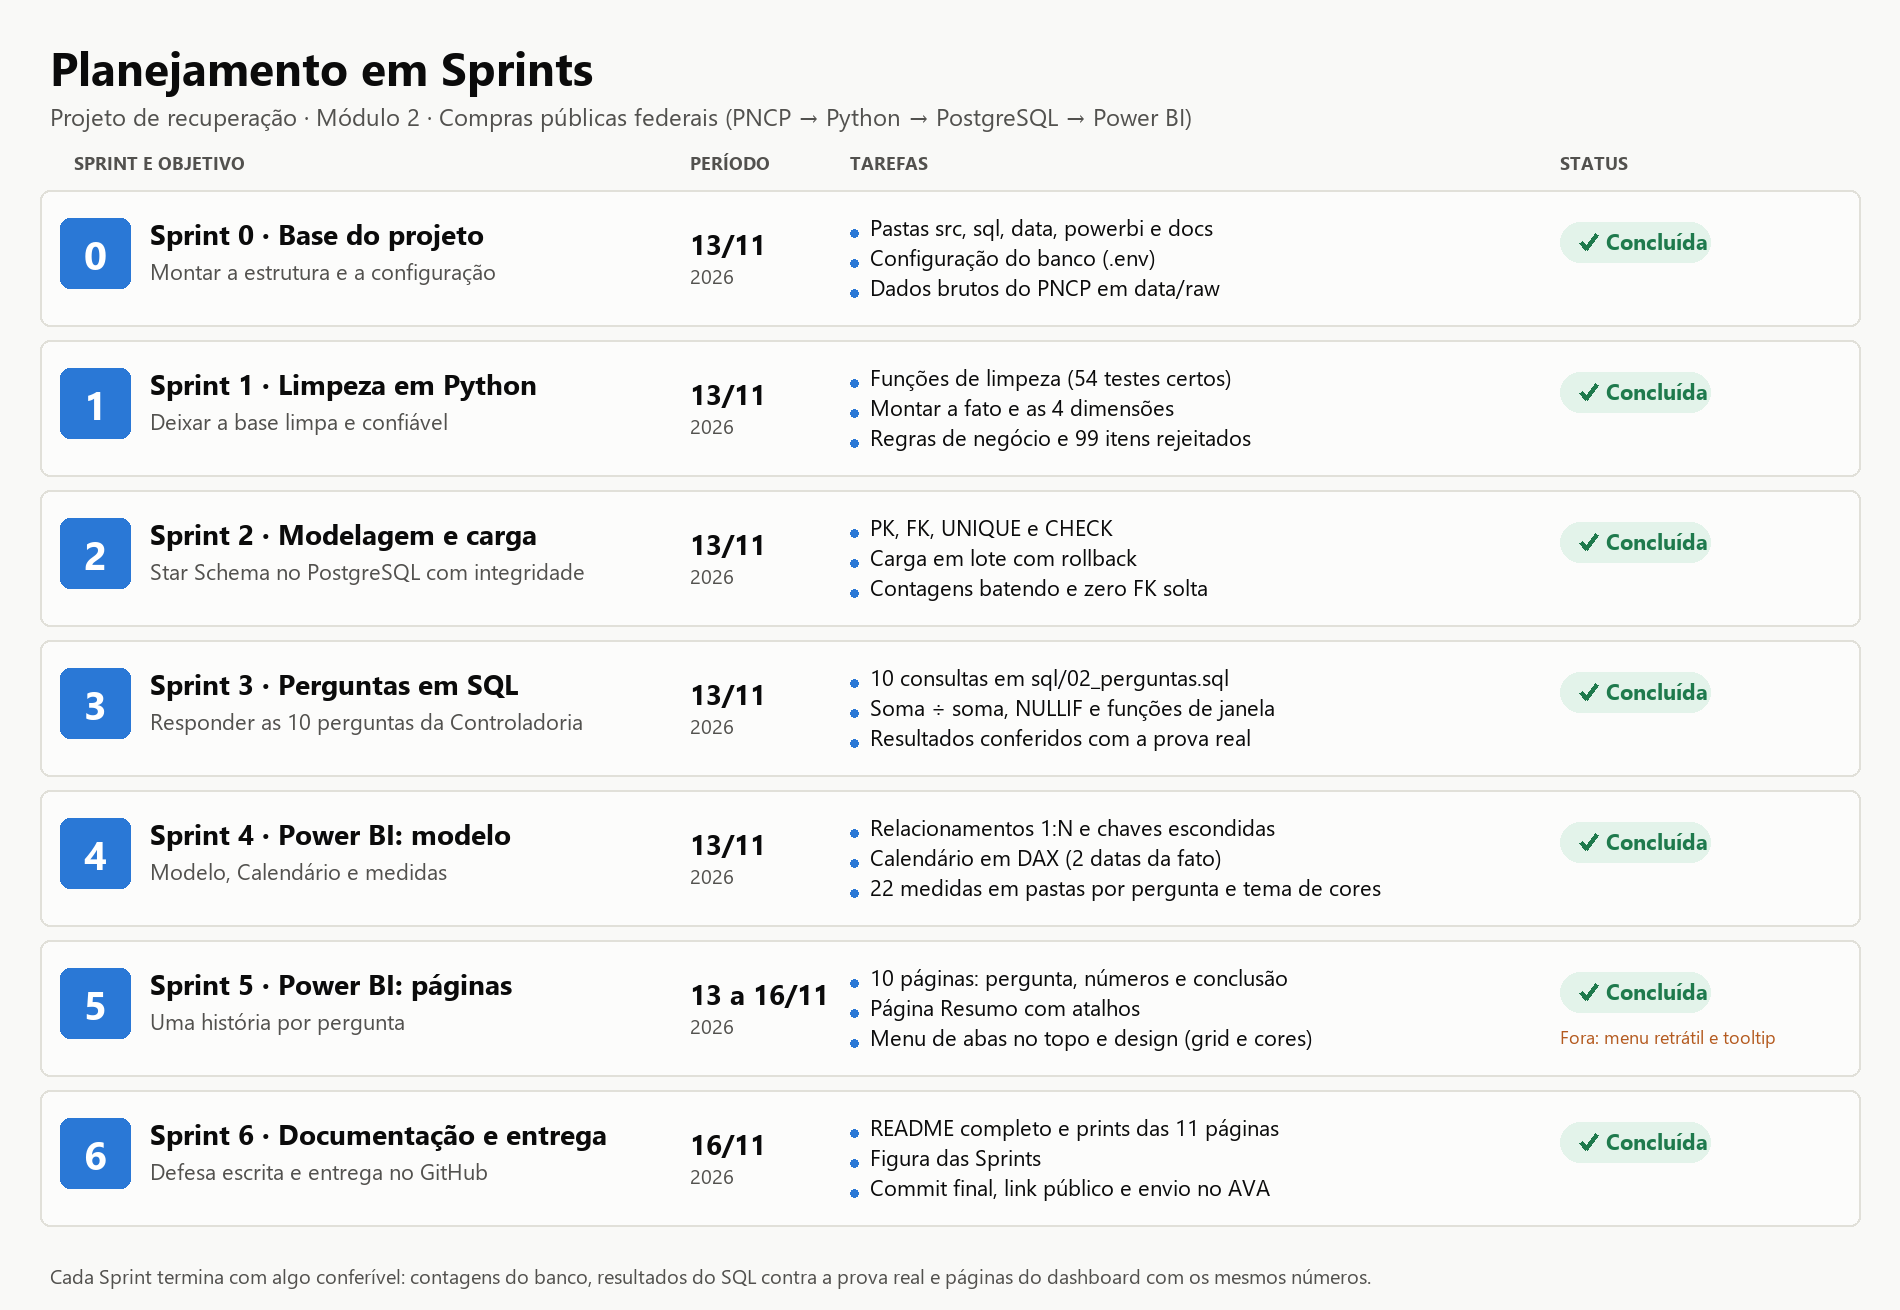 Planejamento em Sprints
Projeto de recuperação · Módulo 2 · Compras públicas federais (PNCP → Python → PostgreSQL → Power BI)
SPRINT E OBJETIVO PERÍODO TAREFAS STATUS
0
Sprint 0 · Base do projeto
Montar a estrutura e a configuração
13/11
2026
Pastas src, sql, data, powerbi e docs
Configuração do banco (.env)
Dados brutos do PNCP em data/raw
✔ Concluída
1
Sprint 1 · Limpeza em Python
Deixar a base limpa e confiável
13/11
2026
Funções de limpeza (54 testes certos)
Montar a fato e as 4 dimensões
Regras de negócio e 99 itens rejeitados
✔ Concluída
2
Sprint 2 · Modelagem e carga
Star Schema no PostgreSQL com integridade
13/11
2026
PK, FK, UNIQUE e CHECK
Carga em lote com rollback
Contagens batendo e zero FK solta
✔ Concluída
3
Sprint 3 · Perguntas em SQL
Responder as 10 perguntas da Controladoria
13/11
2026
10 consultas em sql/02_perguntas.sql
Soma ÷ soma, NULLIF e funções de janela
Resultados conferidos com a prova real
✔ Concluída
4
Sprint 4 · Power BI: modelo
Modelo, Calendário e medidas
13/11
2026
Relacionamentos 1:N e chaves escondidas
Calendário em DAX (2 datas da fato)
22 medidas em pastas por pergunta e tema de cores
✔ Concluída
5
Sprint 5 · Power BI: páginas
Uma história por pergunta
13 a 16/11
2026
10 páginas: pergunta, números e conclusão
Página Resumo com atalhos
Menu de abas no topo e design (grid e cores)
✔ Concluída
Fora: menu retrátil e tooltip
6
Sprint 6 · Documentação e entrega
Defesa escrita e entrega no GitHub
16/11
2026
README completo e prints das 11 páginas
Figura das Sprints
Commit final, link público e envio no AVA
✔ Concluída
Cada Sprint termina com algo conferível: contagens do banco, resultados do SQL contra a prova real e páginas do dashboard com os mesmos números.